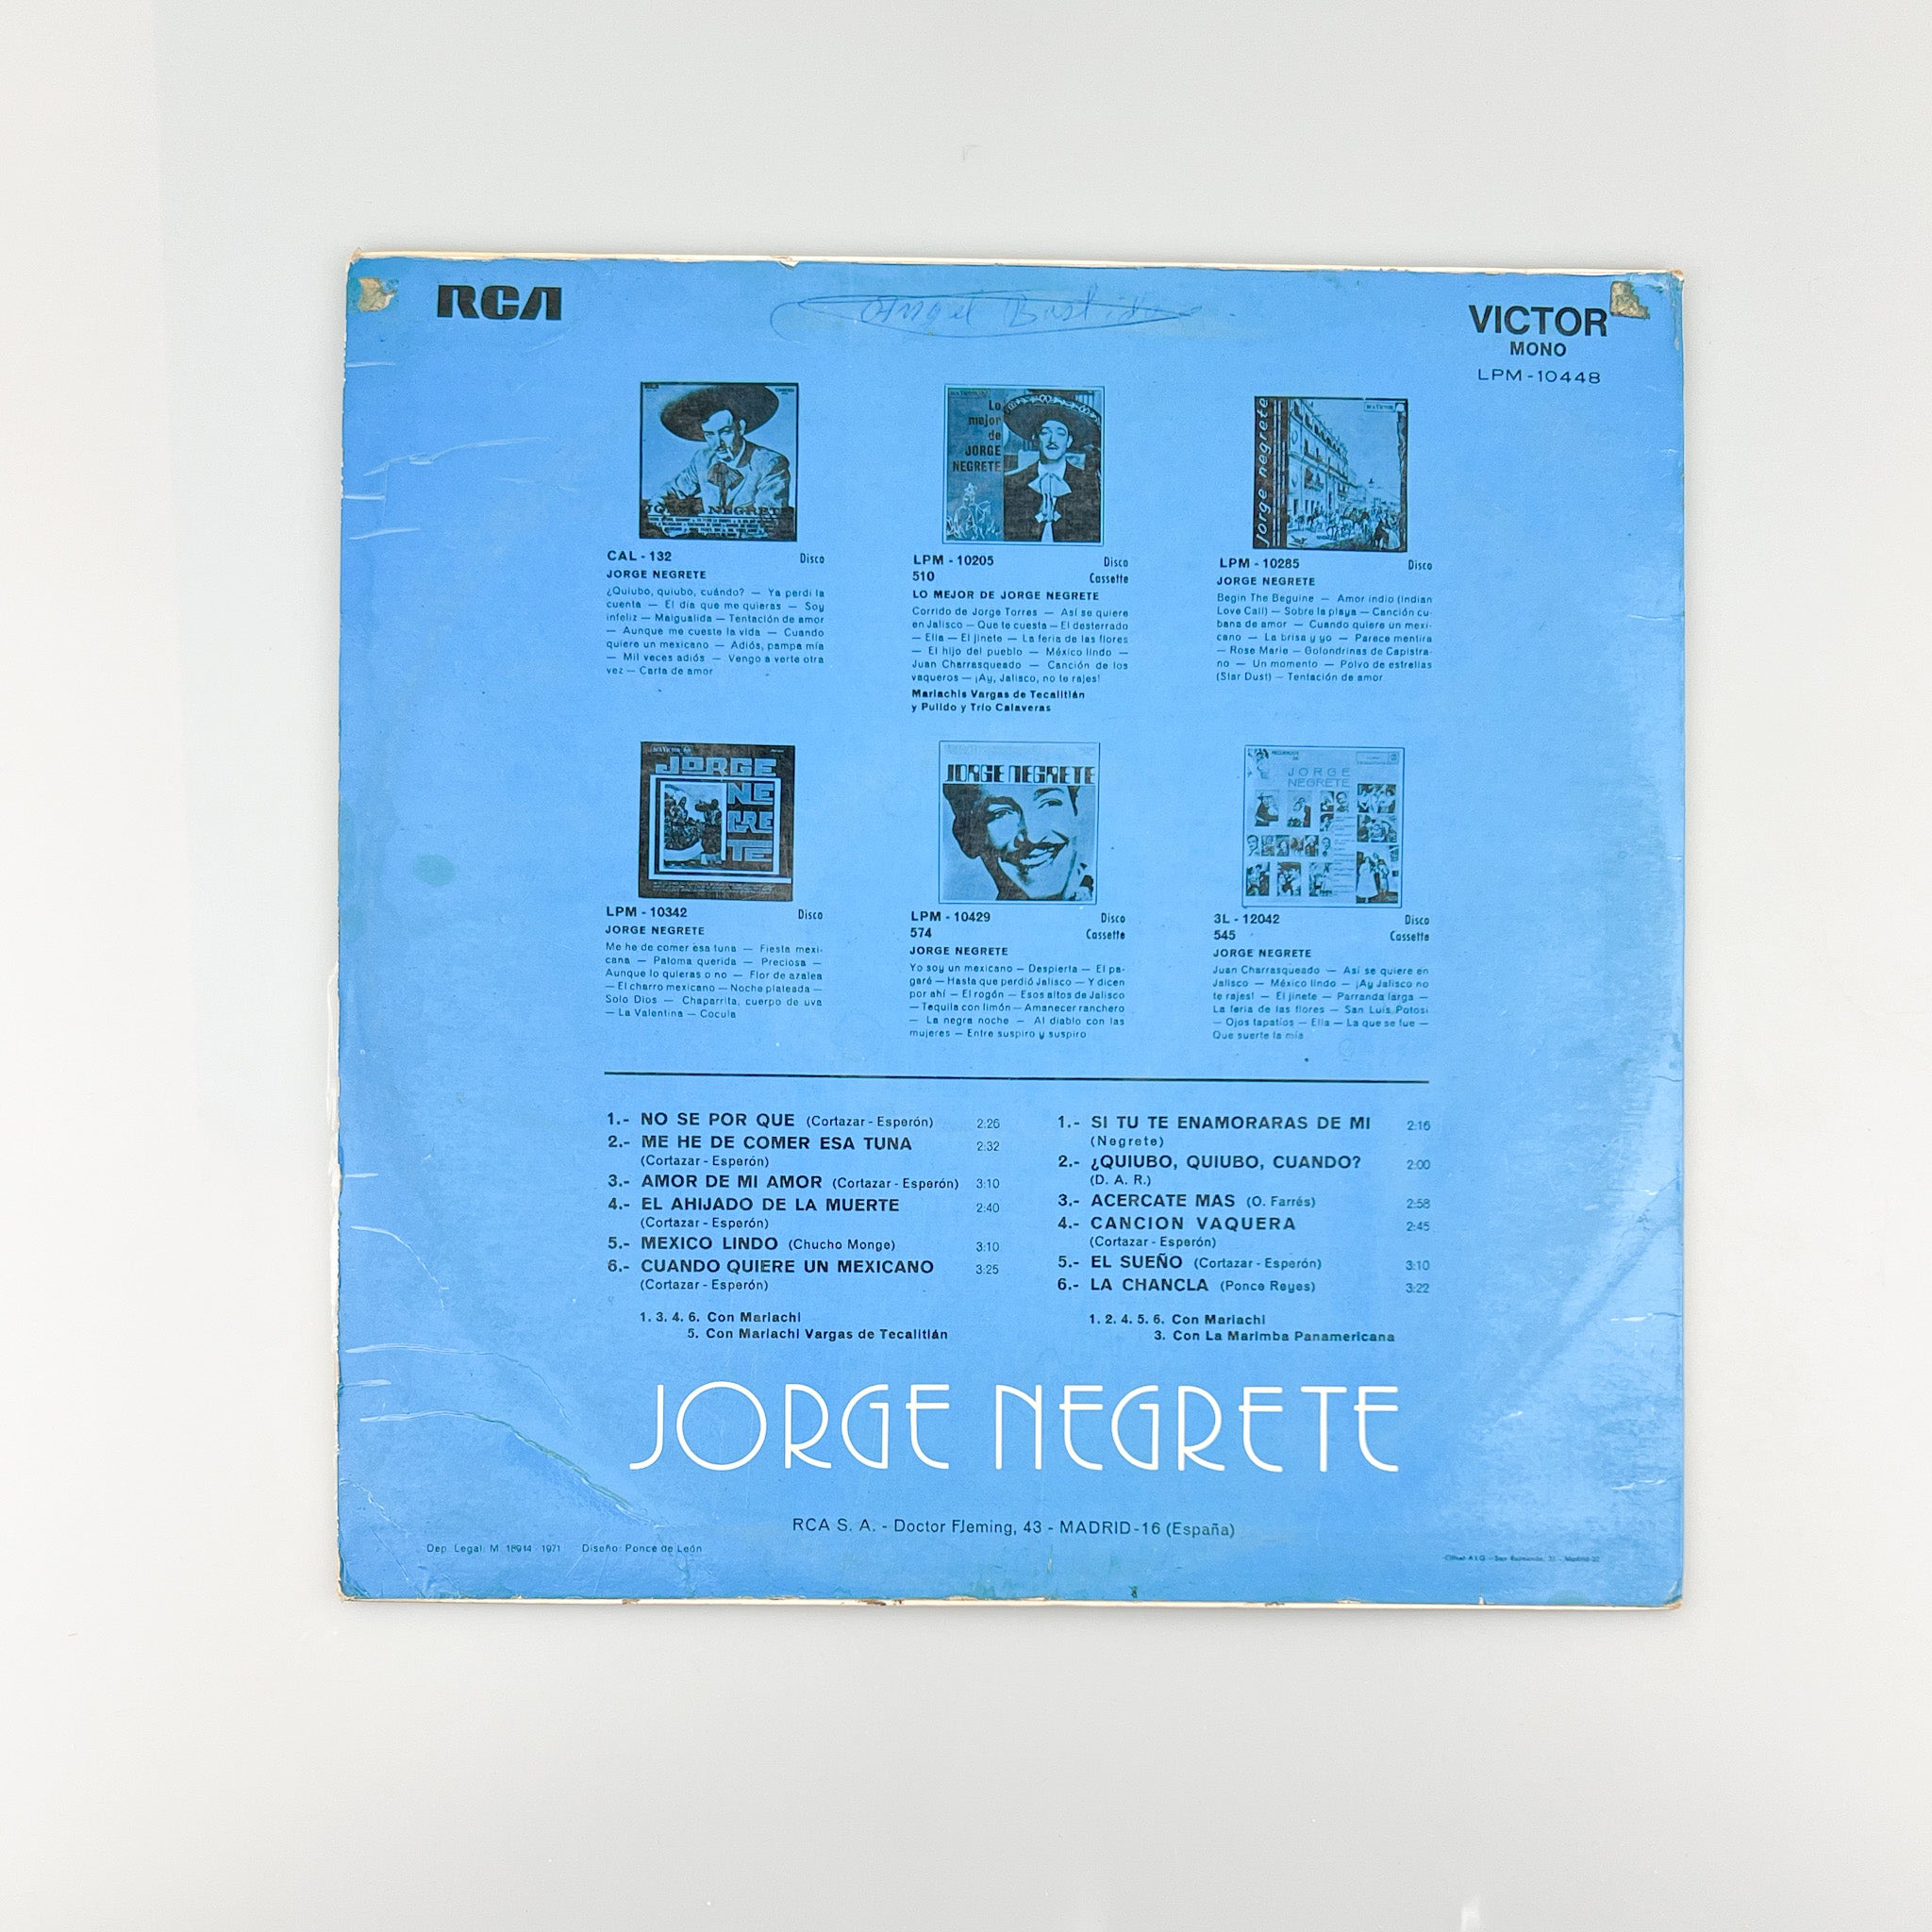 RCA
VICTOR
MONO
LPM-10448
Lo
mejor
de
JORGE
NEGRETE
jorge negrete
CAL - 132 Disco
JORGE NEGRETE
¿Quiubo, quiubo, cuándo? — Ya perdí la
cuenta — El día que me quieras — Soy
infeliz — Malgualida — Tentación de amor
— Aunque me cueste la vida — Cuando
quiere un mexicano — Adiós, pampa mía
— Mil veces adiós — Vengo a verte otra
vez — Carta de amor
LPM - 10205 Disco
510 Cassette
LO MEJOR DE JORGE NEGRETE
Corrido de Jorge Torres — Así se quiere
en Jalisco — Que te cuesta — El desterrado
— Ella — El jinete — La feria de las flores
— El hijo del pueblo — México lindo —
Juan Charrasqueado — Canción de los
vaqueros — ¡Ay, Jalisco, no te rajes!
Mariachis Vargas de Tecalitlán
y Pulido y Trío Calaveras
LPM - 10285 Disco
JORGE NEGRETE
Begin The Beguine — Amor indio (Indian
Love Call) — Sobre la playa — Canción cu-
bana de amor — Cuando quiere un mexi-
cano — La brisa y yo — Parece mentira
— Rose Marie — Golondrinas de Capistra-
no — Un momento — Polvo de estrellas
(Star Dust) — Tentación de amor
JORGE
NE
GRE
TE
JORGE NEGRETE
JORGE
NEGRETE
LPM - 10342 Disco
JORGE NEGRETE
Me he de comer esa tuna — Fiesta mexi-
cana — Paloma querida — Preciosa —
Aunque lo quieras o no — Flor de azalea
— El charro mexicano — Noche plateada —
Solo Dios — Chaparrita, cuerpo de uva
— La Valentina — Cocula
LPM - 10429 Disco
574 Cassette
JORGE NEGRETE
Yo soy un mexicano — Despierta — El pa-
garé — Hasta que perdió Jalisco — Y dicen
por ahí — El rogón — Esos altos de Jalisco
— Tequila con limón — Amanecer ranchero
— La negra noche — Al diablo con las
mujeres — Entre suspiro y suspiro
3L - 12042 Disco
545 Cassette
JORGE NEGRETE
Juan Charrasqueado — Así se quiere en
Jalisco — México lindo — ¡Ay Jalisco no
te rajes! — El jinete — Parranda larga —
La feria de las flores — San Luis Potosí
— Ojos tapatíos — Ella — La que se fue —
Que suerte la mía
1.- NO SE POR QUE (Cortazar - Esperón) 2:26
2.- ME HE DE COMER ESA TUNA 2:32
(Cortazar - Esperón)
3.- AMOR DE MI AMOR (Cortazar - Esperón) 3:10
4.- EL AHIJADO DE LA MUERTE 2:40
(Cortazar - Esperón)
5.- MEXICO LINDO (Chucho Monge) 3:10
6.- CUANDO QUIERE UN MEXICANO 3:25
(Cortazar - Esperón)
1. 3. 4. 6. Con Mariachi
5. Con Mariachi Vargas de Tecalitlán
1.- SI TU TE ENAMORARAS DE MI 2:16
(Negrete)
2.- ¿QUIUBO, QUIUBO, CUANDO? 2:00
(D. A. R.)
3.- ACERCATE MAS (O. Farrés) 2:58
4.- CANCION VAQUERA 2:45
(Cortazar - Esperón)
5.- EL SUEÑO (Cortazar - Esperón) 3:10
6.- LA CHANCLA (Ponce Reyes) 3:22
1. 2. 4. 5. 6. Con Mariachi
3. Con La Marimba Panamericana
JORGE NEGRETE
RCA S. A. - Doctor Fleming, 43 - MADRID-16 (España)
Dep. Legal: M. 18914 - 1971 Diseño: Ponce de León